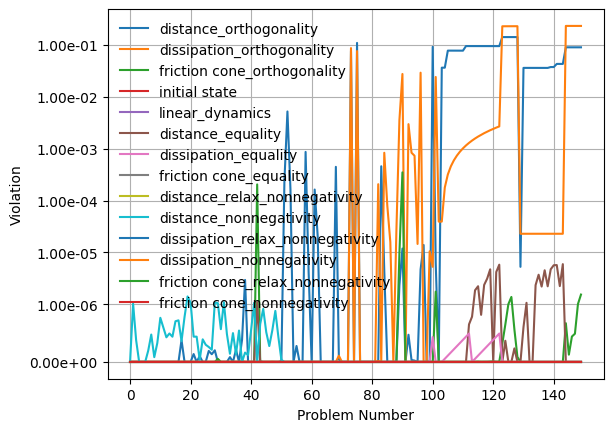 distance_orthogonality
dissipation_orthogonality
friction cone_orthogonality
initial state
linear_dynamics
distance_equality
dissipation_equality
friction cone_equality
distance_relax_nonnegativity
distance_nonnegativity
dissipation_relax_nonnegativity
dissipation_nonnegativity
friction cone_relax_nonnegativity
friction cone_nonnegativity
1.00e-01
1.00e-02
1.00e-03
1.00e-04
1.00e-05
1.00e-06
0.00e+00
Violation
0 20 40 60 80 100 120 140
Problem Number